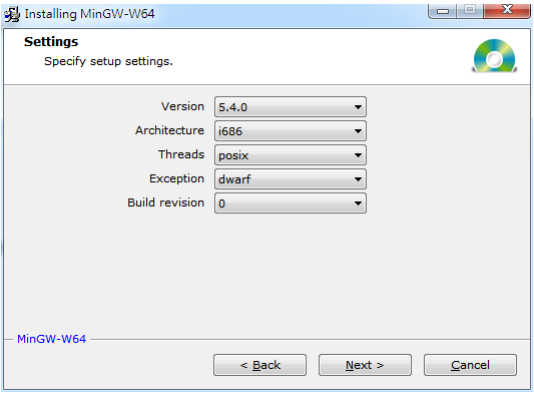 Installing MinGW-W64
Settings
Specify setup settings.
Version 5.4.0
Architecture i686
Threads posix
Exception dwarf
Build revision 0
MinGW-W64
< Back Next > Cancel